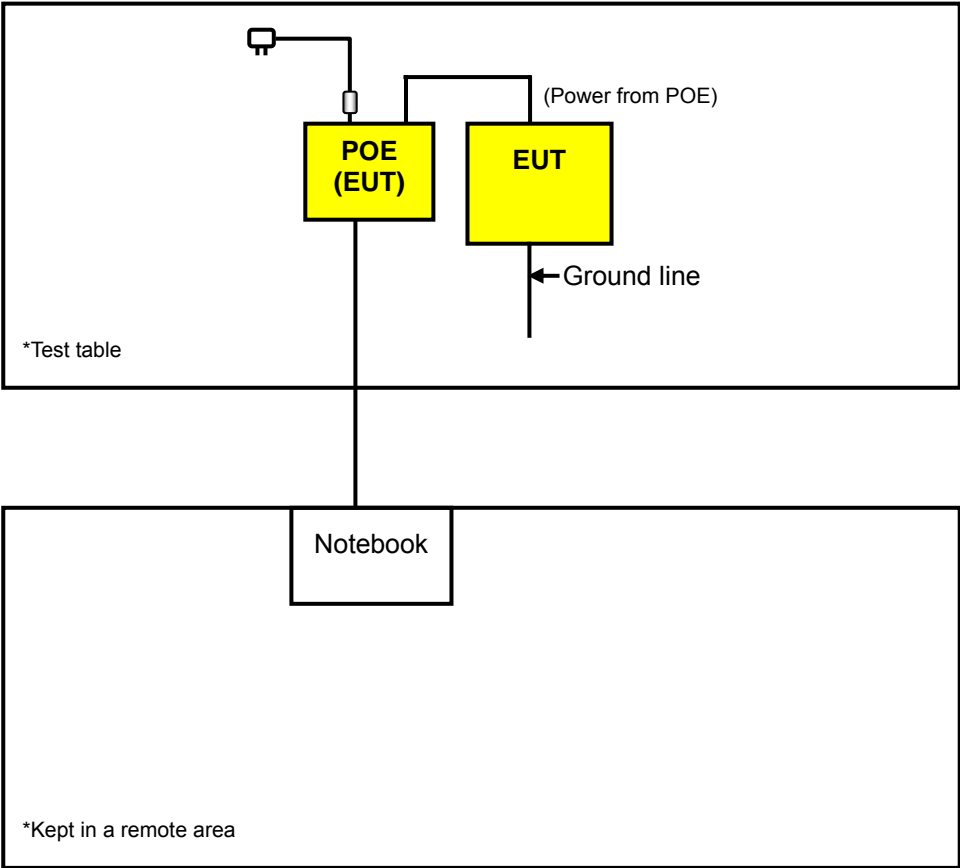 (Power from POE)
POE
(EUT)
EUT
Ground line
*Test table
Notebook
*Kept in a remote area